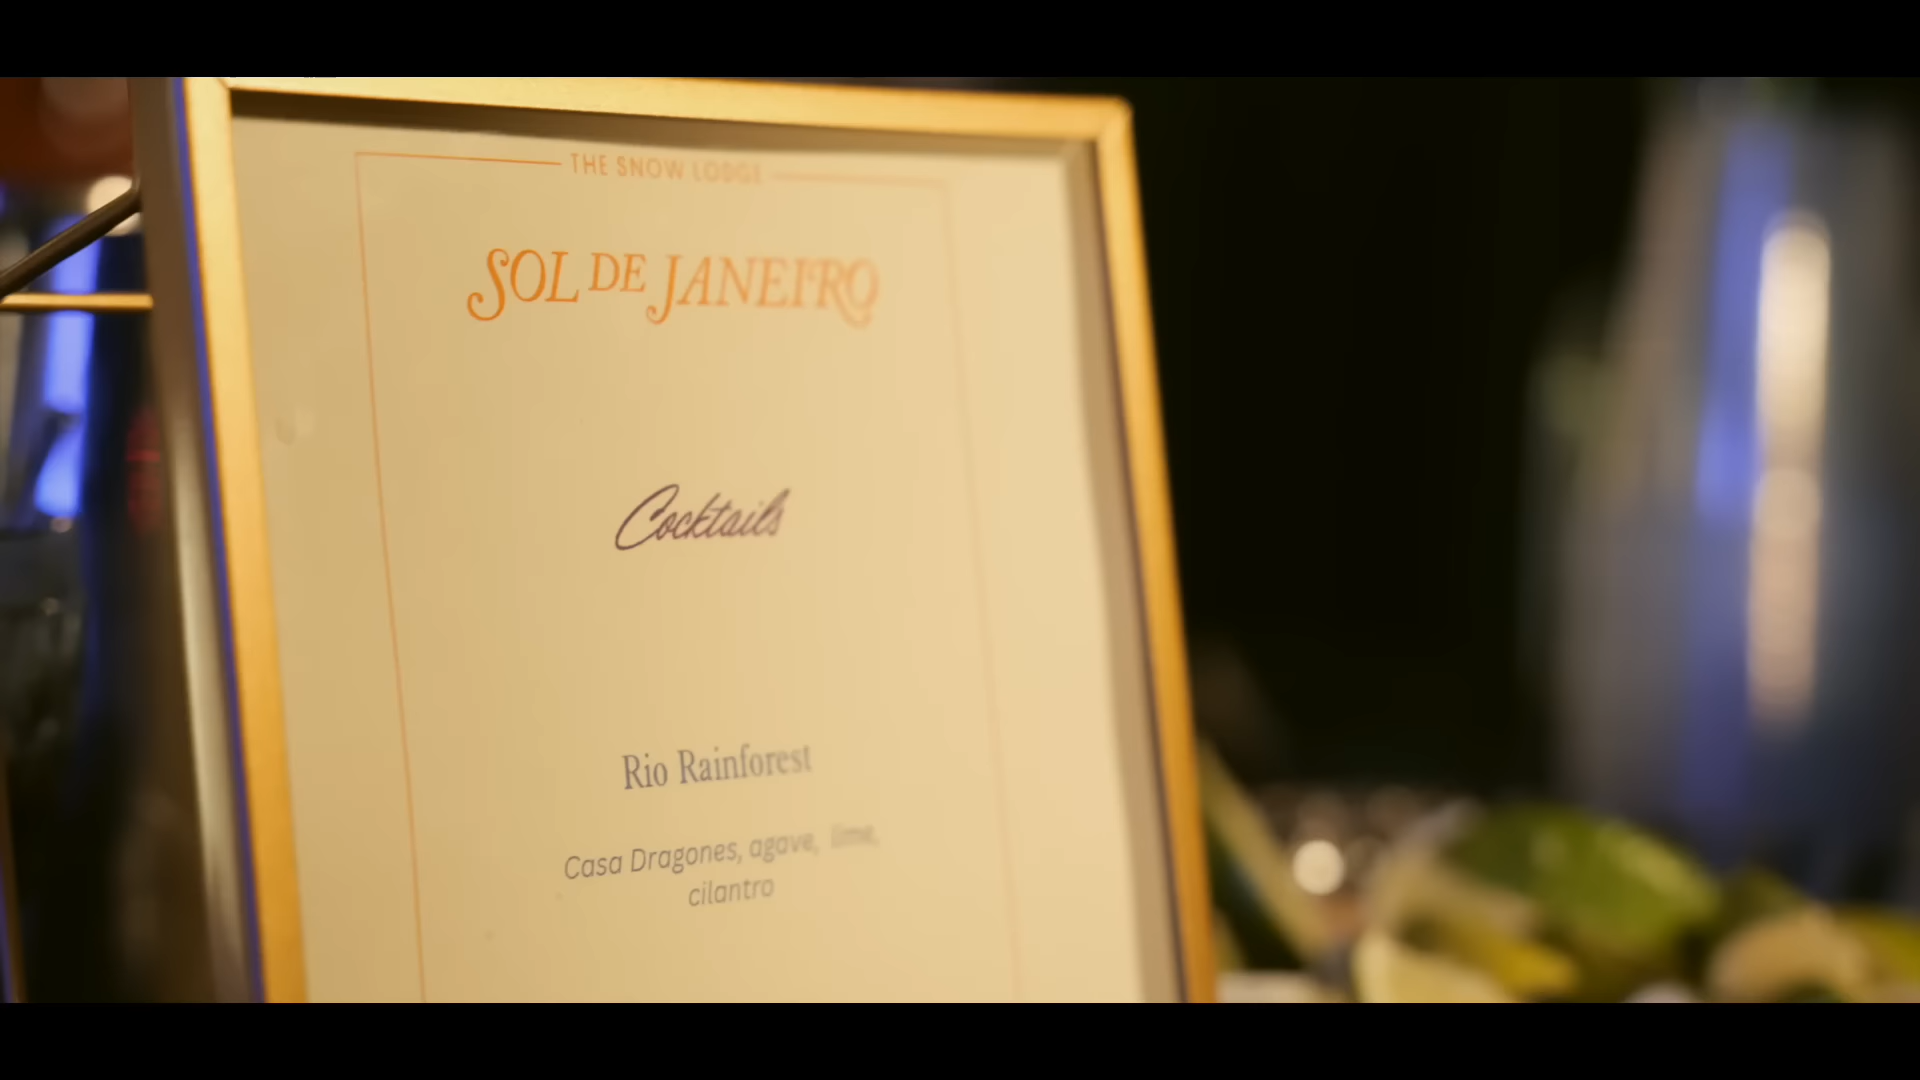 THE SNOW LODGE
SOL DE JANEIRO
Cocktails
Rio Rainforest
Casa Dragones, agave, lime,
cilantro